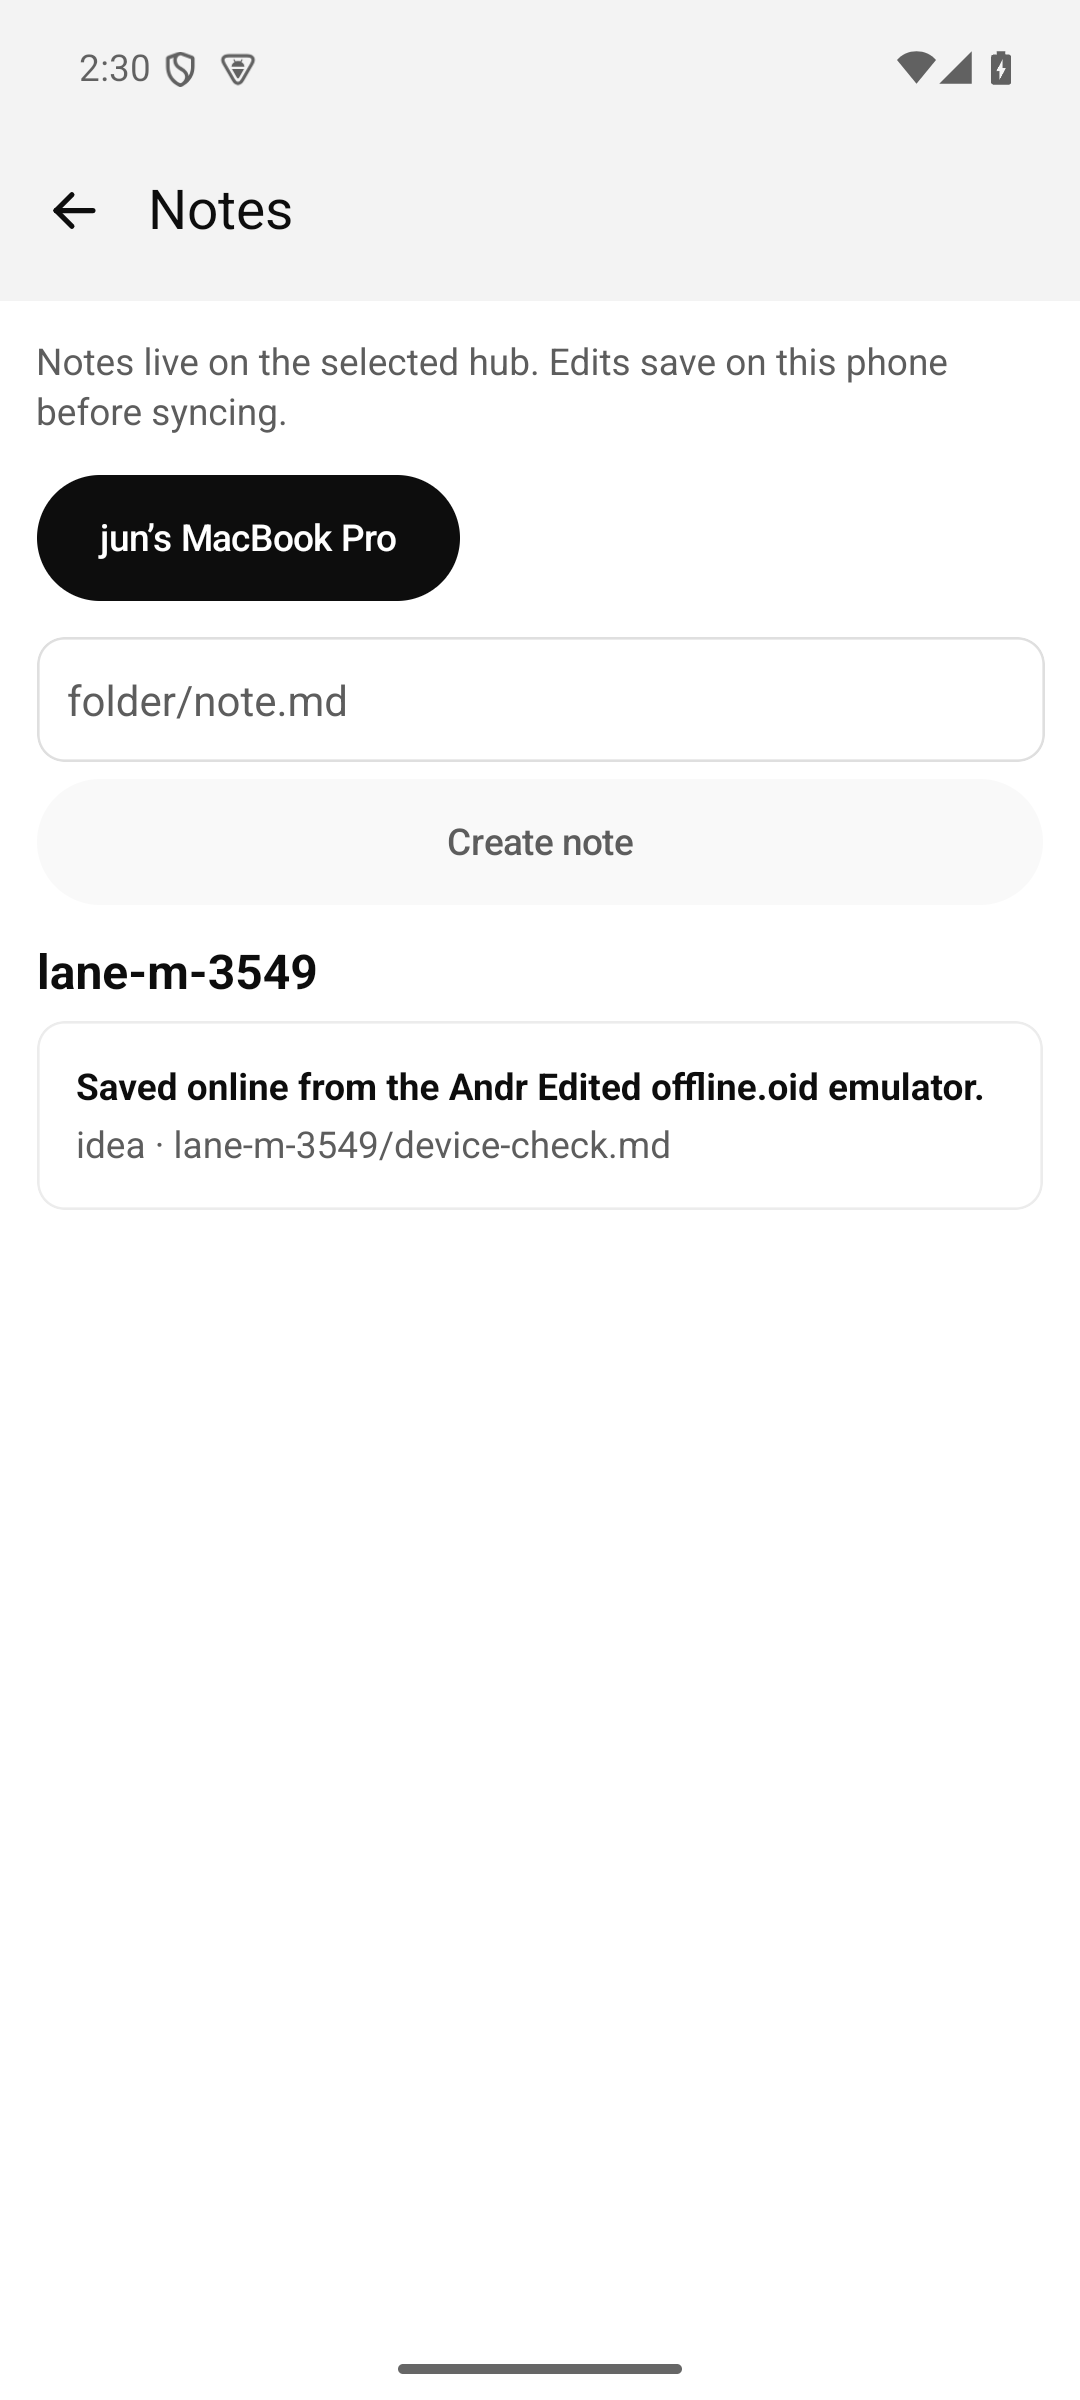 2:30
Notes
Notes live on the selected hub. Edits save on this phone
before syncing.
jun’s MacBook Pro
folder/note.md
Create note
lane-m-3549
Saved online from the Andr Edited offline.oid emulator.
idea · lane-m-3549/device-check.md